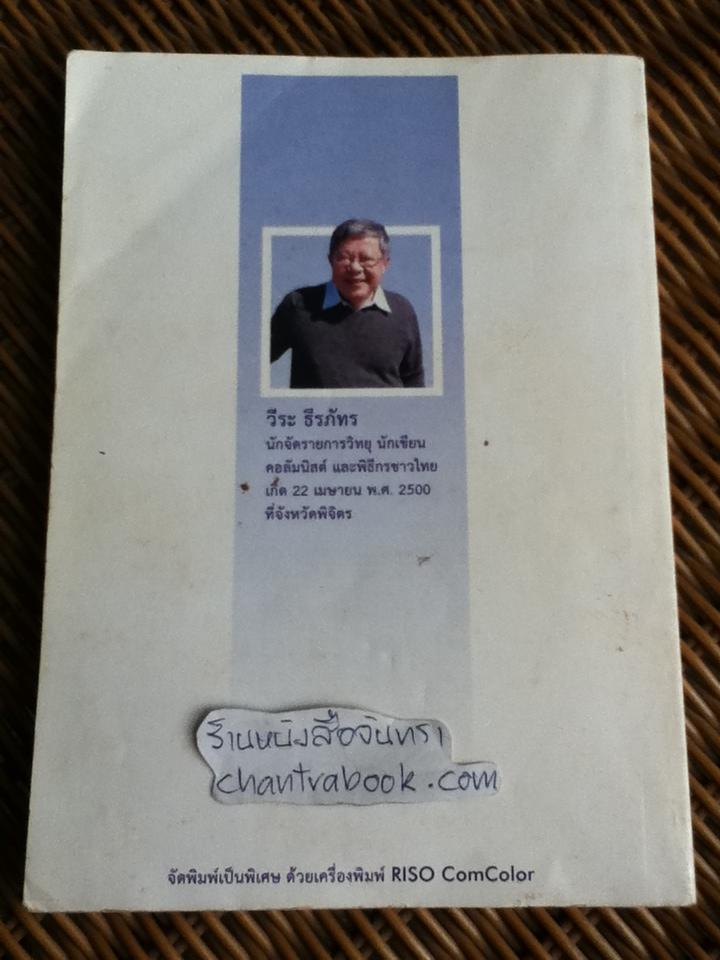 วีระ ธีรภัทร
นักจัดรายการวิทยุ นักเขียน
คอลัมนิสต์ และพิธีกรชาวไทย
เกิด 22 เมษายน พ.ศ. 2500
ที่จังหวัดพิจิตร
ร้านหนังสือจันทรา
chantrabook.com
จัดพิมพ์เป็นพิเศษ ด้วยเครื่องพิมพ์ RISO ComColor